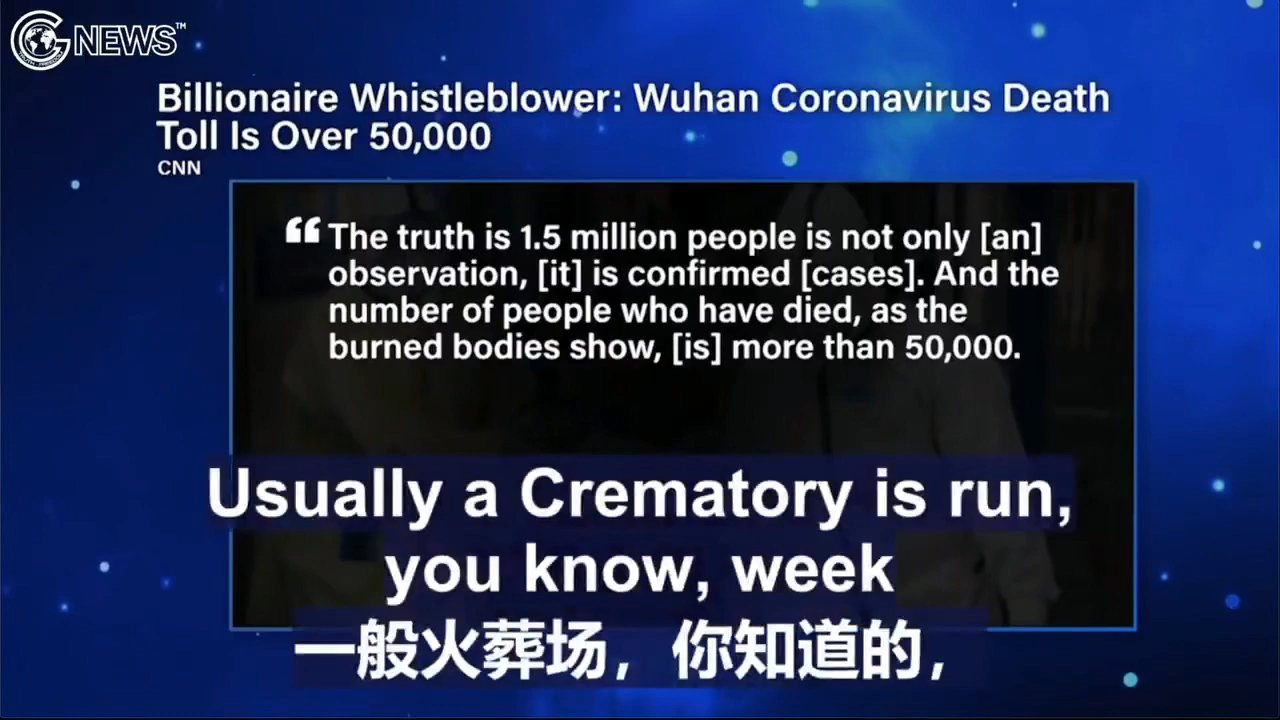 G NEWS™
Billionaire Whistleblower: Wuhan Coronavirus Death
Toll Is Over 50,000
CNN
“The truth is 1.5 million people is not only [an]
observation, [it] is confirmed [cases]. And the
number of people who have died, as the
burned bodies show, [is] more than 50,000.
Usually a Crematory is run,
you know, week
一般火葬场，你知道的，